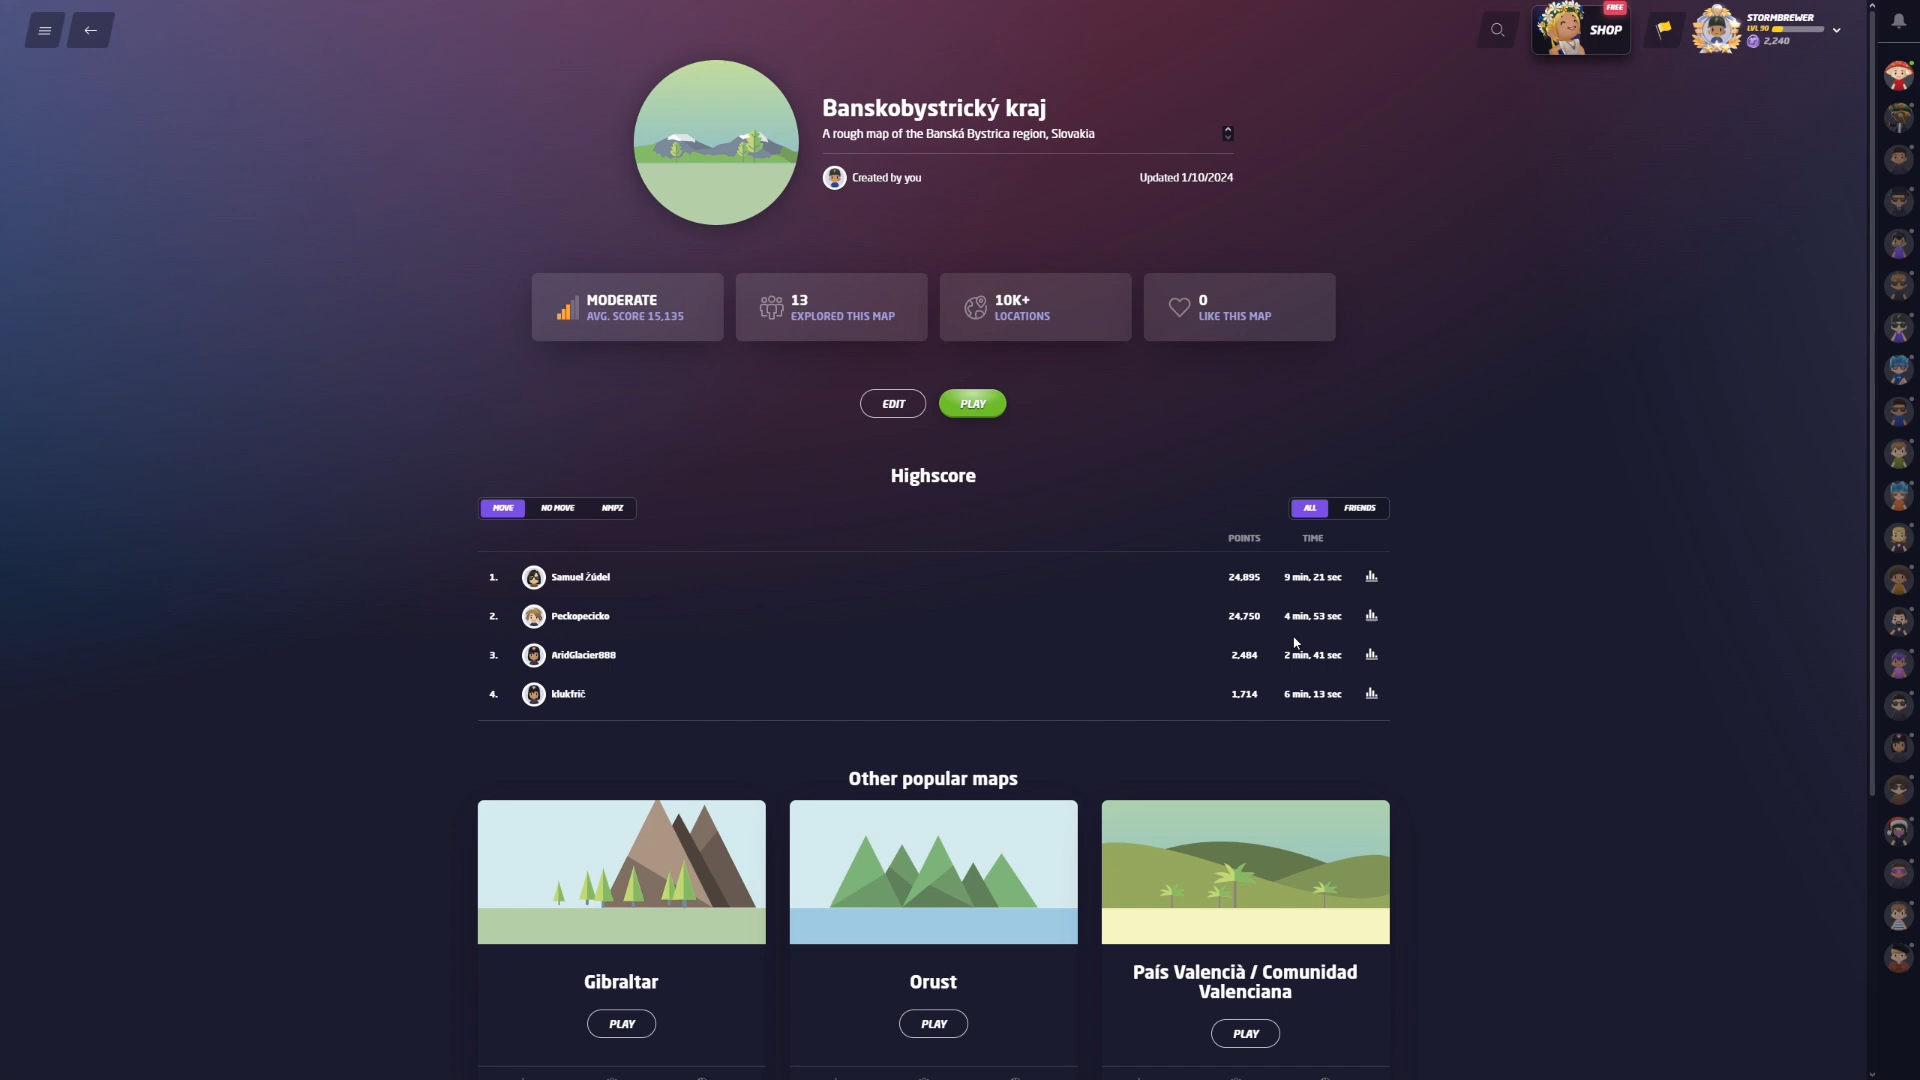 FREE
SHOP
STORMBREWER
LVL 90
2,240
Banskobystrický kraj
A rough map of the Banská Bystrica region, Slovakia
Created by you
Updated 1/10/2024
MODERATE
AVG. SCORE 15,135
13
EXPLORED THIS MAP
10K+
LOCATIONS
0
LIKE THIS MAP
EDIT
PLAY
Highscore
MOVE
NO MOVE
NMPZ
ALL
FRIENDS
POINTS
TIME
1.
Samuel Žúdel
24,895
9 min, 21 sec
2.
Peckopecicko
24,750
4 min, 53 sec
3.
AridGlacier888
2,484
2 min, 41 sec
4.
klukfrič
1,714
6 min, 13 sec
Other popular maps
Gibraltar
PLAY
Orust
PLAY
País Valencià / Comunidad
Valenciana
PLAY